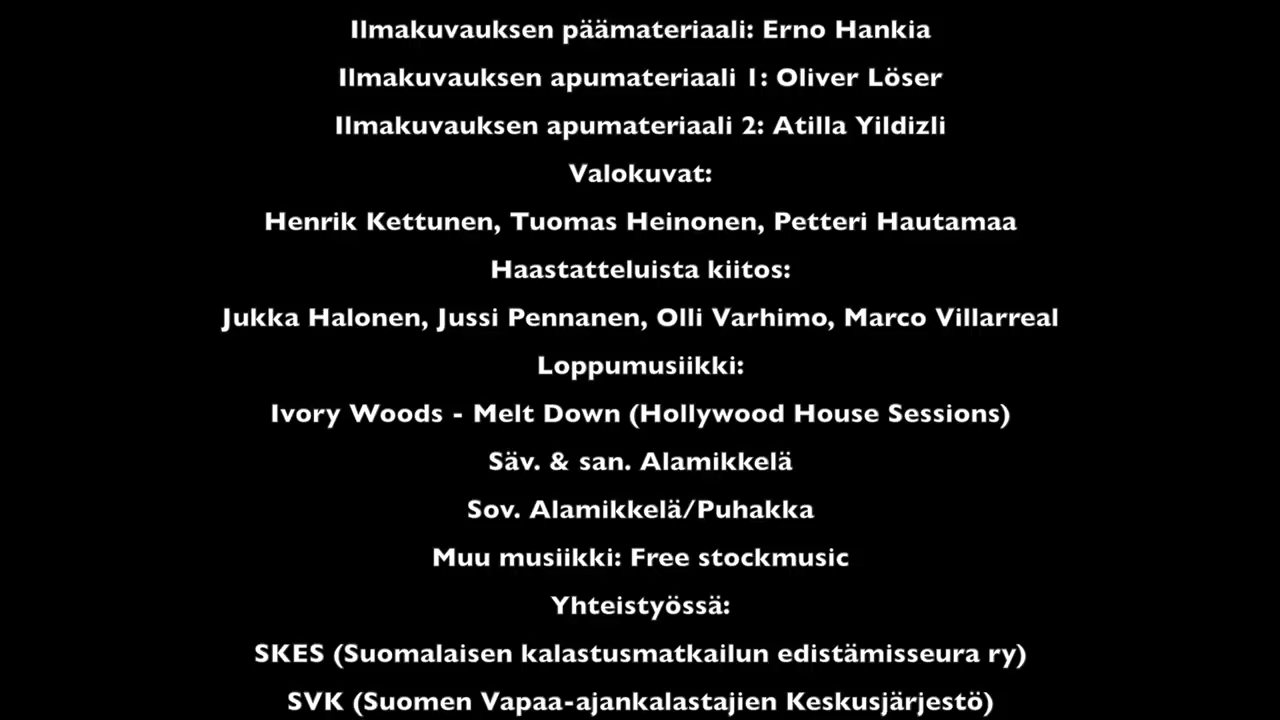 Ilmakuvauksen päämateriaali: Erno Hankia
Ilmakuvauksen apumateriaali 1: Oliver Löser
Ilmakuvauksen apumateriaali 2: Atilla Yildizli
Valokuvat:
Henrik Kettunen, Tuomas Heinonen, Petteri Hautamaa
Haastatteluista kiitos:
Jukka Halonen, Jussi Pennanen, Olli Varhimo, Marco Villarreal
Loppumusiikki:
Ivory Woods - Melt Down (Hollywood House Sessions)
Säv. & san. Alamikkelä
Sov. Alamikkelä/Puhakka
Muu musiikki: Free stockmusic
Yhteistyössä:
SKES (Suomalaisen kalastusmatkailun edistämisseura ry)
SVK (Suomen Vapaa-ajankalastajien Keskusjärjestö)